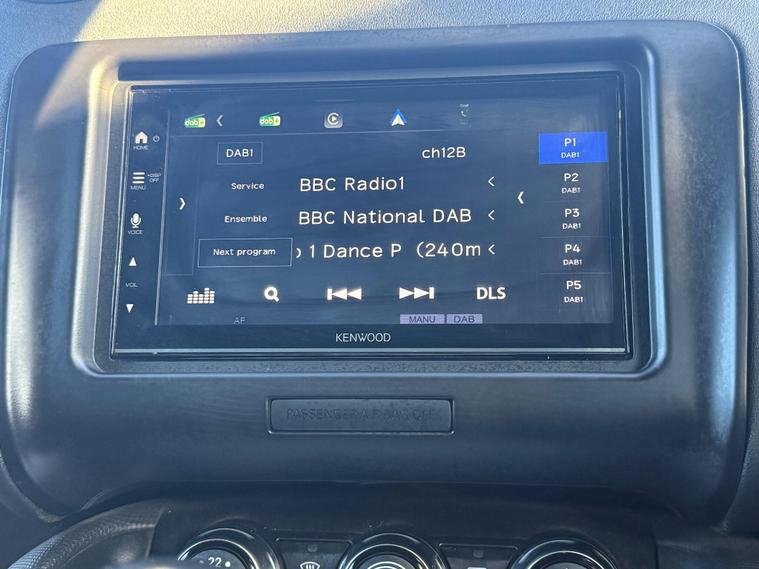 dab+ dab+
HOME
DAB1 ch12B
P1
DAB1
+DISP OFF
MENU
Service BBC Radio1
P2
DAB1
VOICE
Ensemble BBC National DAB
P3
DAB1
Next program 1 Dance P (240m
P4
DAB1
VOL
DLS
P5
DAB1
AF MANU DAB
KENWOOD
PASSENGER AIR BAG OFF
22